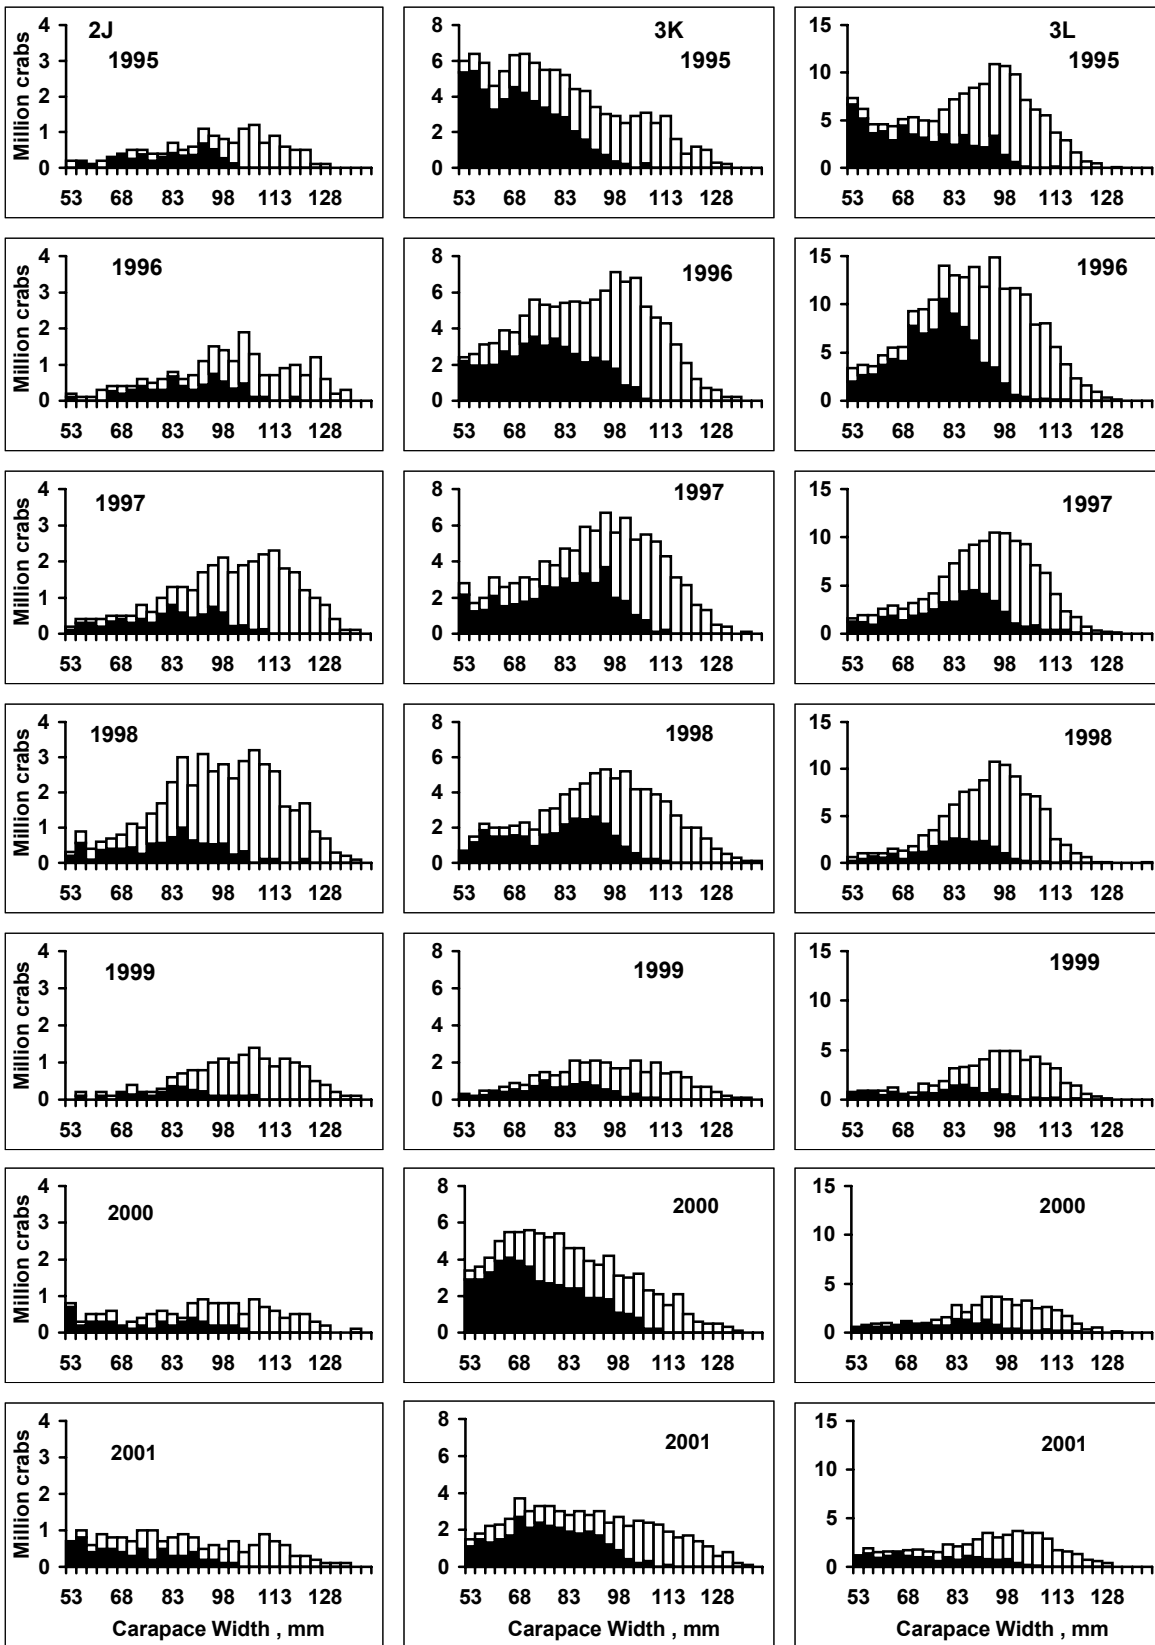 2J 3K 3L
1995 1995 1995
Million crabs
4 3 2 1 0
8 6 4 2 0
15 10 5 0
53 68 83 98 113 128
53 68 83 98 113 128
53 68 83 98 113 128
1996 1996 1996
4 3 2 1 0
8 6 4 2 0
15 10 5 0
53 68 83 98 113 128
53 68 83 98 113 128
53 68 83 98 113 128
1997 1997 1997
Million crabs
4 3 2 1 0
8 6 4 2 0
15 10 5 0
53 68 83 98 113 128
53 68 83 98 113 128
53 68 83 98 113 128
1998 1998 1998
Million crabs
4 3 2 1 0
8 6 4 2 0
15 10 5 0
53 68 83 98 113 128
53 68 83 98 113 128
53 68 83 98 113 128
1999 1999 1999
Million crabs
4 3 2 1 0
8 6 4 2 0
15 10 5 0
53 68 83 98 113 128
53 68 83 98 113 128
53 68 83 98 113 128
2000 2000 2000
Million crabs
4 3 2 1 0
8 6 4 2 0
15 10 5 0
53 68 83 98 113 128
53 68 83 98 113 128
53 68 83 98 113 128
2001 2001 2001
Million crabs
4 3 2 1 0
8 6 4 2 0
15 10 5 0
53 68 83 98 113 128
53 68 83 98 113 128
53 68 83 98 113 128
Carapace Width , mm
Carapace Width , mm
Carapace Width , mm